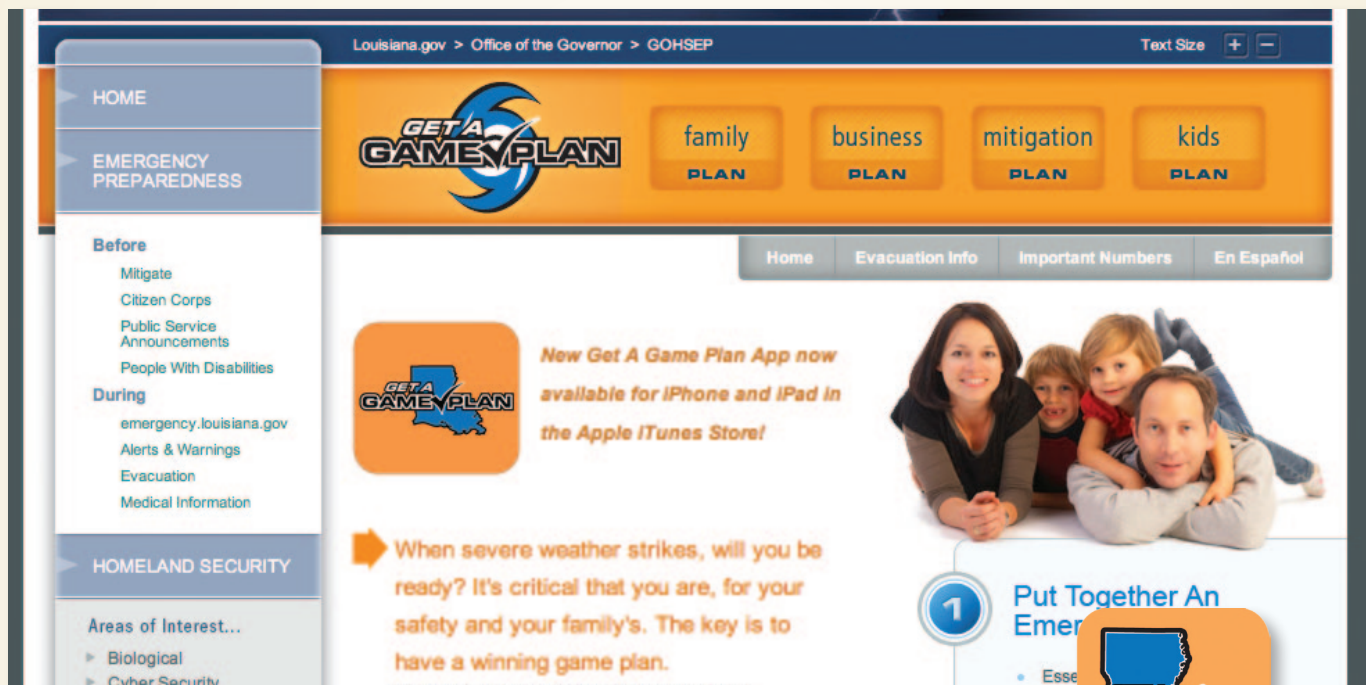 Louisiana.gov > Office of the Governor > GOHSEP
Text Size + −
HOME
EMERGENCY
PREPAREDNESS
Before
Mitigate
Citizen Corps
Public Service
Announcements
People With Disabilities
During
emergency.louisiana.gov
Alerts & Warnings
Evacuation
Medical Information
HOMELAND SECURITY
Areas of Interest...
Biological
Cyber Security
GET A
GAME PLAN
family
PLAN
business
PLAN
mitigation
PLAN
kids
PLAN
Home
Evacuation Info
Important Numbers
En Español
GET A
GAME PLAN
New Get A Game Plan App now
available for iPhone and iPad in
the Apple iTunes Store!
When severe weather strikes, will you be
ready? It's critical that you are, for your
safety and your family's. The key is to
have a winning game plan.
1
Put Together An